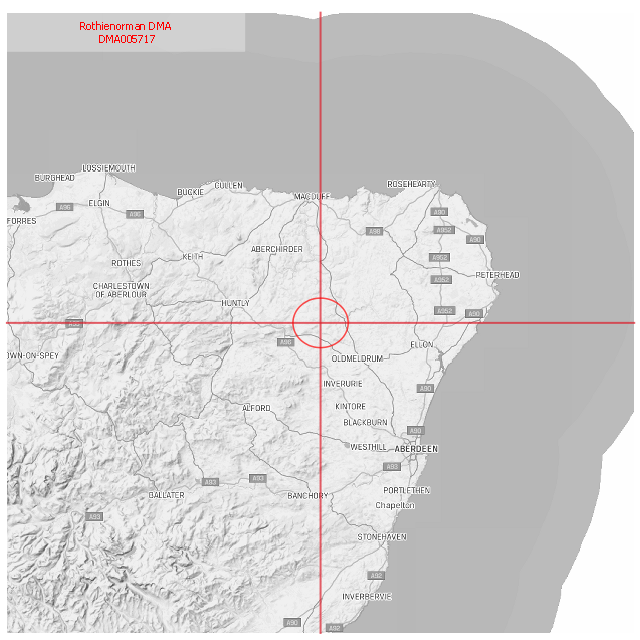 Rothienorman DMA
DMA005717
LOSSIEMOUTH
BURGHEAD
CULLEN
ROSEHEARTY
BUCKIE
MACDUFF
ELGIN
A96
A96
A90
FORRES
A98
A952
A90
ABERCHIRDER
KEITH
A952
ROTHES
PETERHEAD
A952
CHARLESTOWN
OF ABERLOUR
HUNTLY
A952
A90
A95
A96
ELLON
OWN-ON-SPEY
OLDMELDRUM
INVERURIE
A90
ALFORD
KINTORE
BLACKBURN
A90
WESTHILL
ABERDEEN
A93
A93
A93
BALLATER
BANCHORY
PORTLETHEN
Chapelton
A93
STONEHAVEN
A92
INVERBERVIE
A90
A92